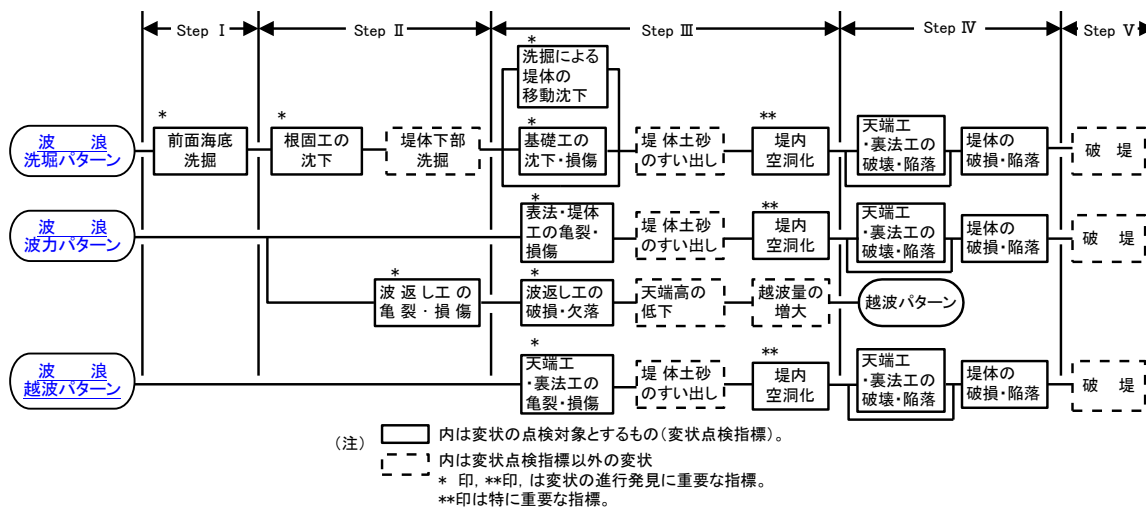 Step Ⅰ
Step Ⅱ
Step Ⅲ
Step Ⅳ
Step Ⅴ
波　浪
洗堀パターン
*
前面海底
洗掘
*
根固工の
沈下
堤体下部
洗掘
*
洗掘による
堤体の
移動沈下
*
基礎工の
沈下・損傷
堤体土砂
のすい出し
**
堤内
空洞化
天端工
・裏法工の
破壊・陥落
堤体の
破損・陥落
破　堤
波　浪
波力パターン
*
表法・堤体
工の亀裂・
損傷
堤体土砂
のすい出し
**
堤内
空洞化
天端工
・裏法工の
破壊・陥落
堤体の
破損・陥落
破　堤
*
波返し工の
亀裂・損傷
*
波返し工の
破損・欠落
天端高の
低下
越波量の
増大
越波パターン
波　浪
越波パターン
*
天端工
・裏法工の
亀裂・損傷
堤体土砂
のすい出し
**
堤内
空洞化
天端工
・裏法工の
破壊・陥落
堤体の
破損・陥落
破　堤
（注）　内は変状の点検対象とするもの（変状点検指標）。
内は変状点検指標以外の変状
* 印, **印, は変状の進行発見に重要な指標。
**印は特に重要な指標。